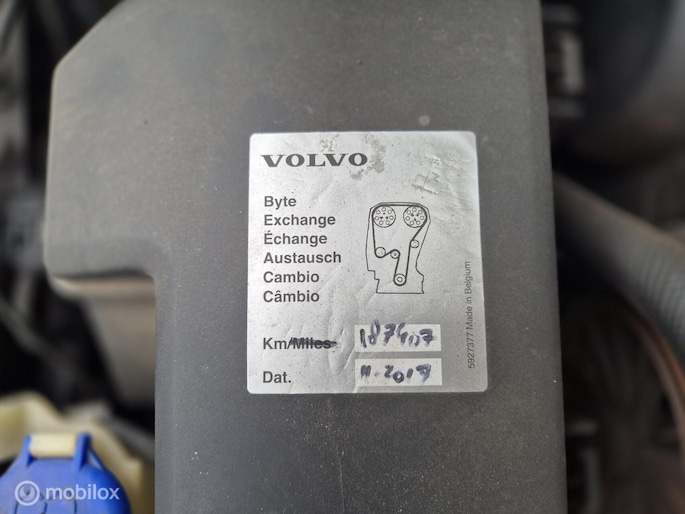 VOLVO
Byte
Exchange
Échange
Austausch
Cambio
Câmbio
Km/Miles 187407
Dat. 11.2017
5927377 Made in Belgium
mobilox